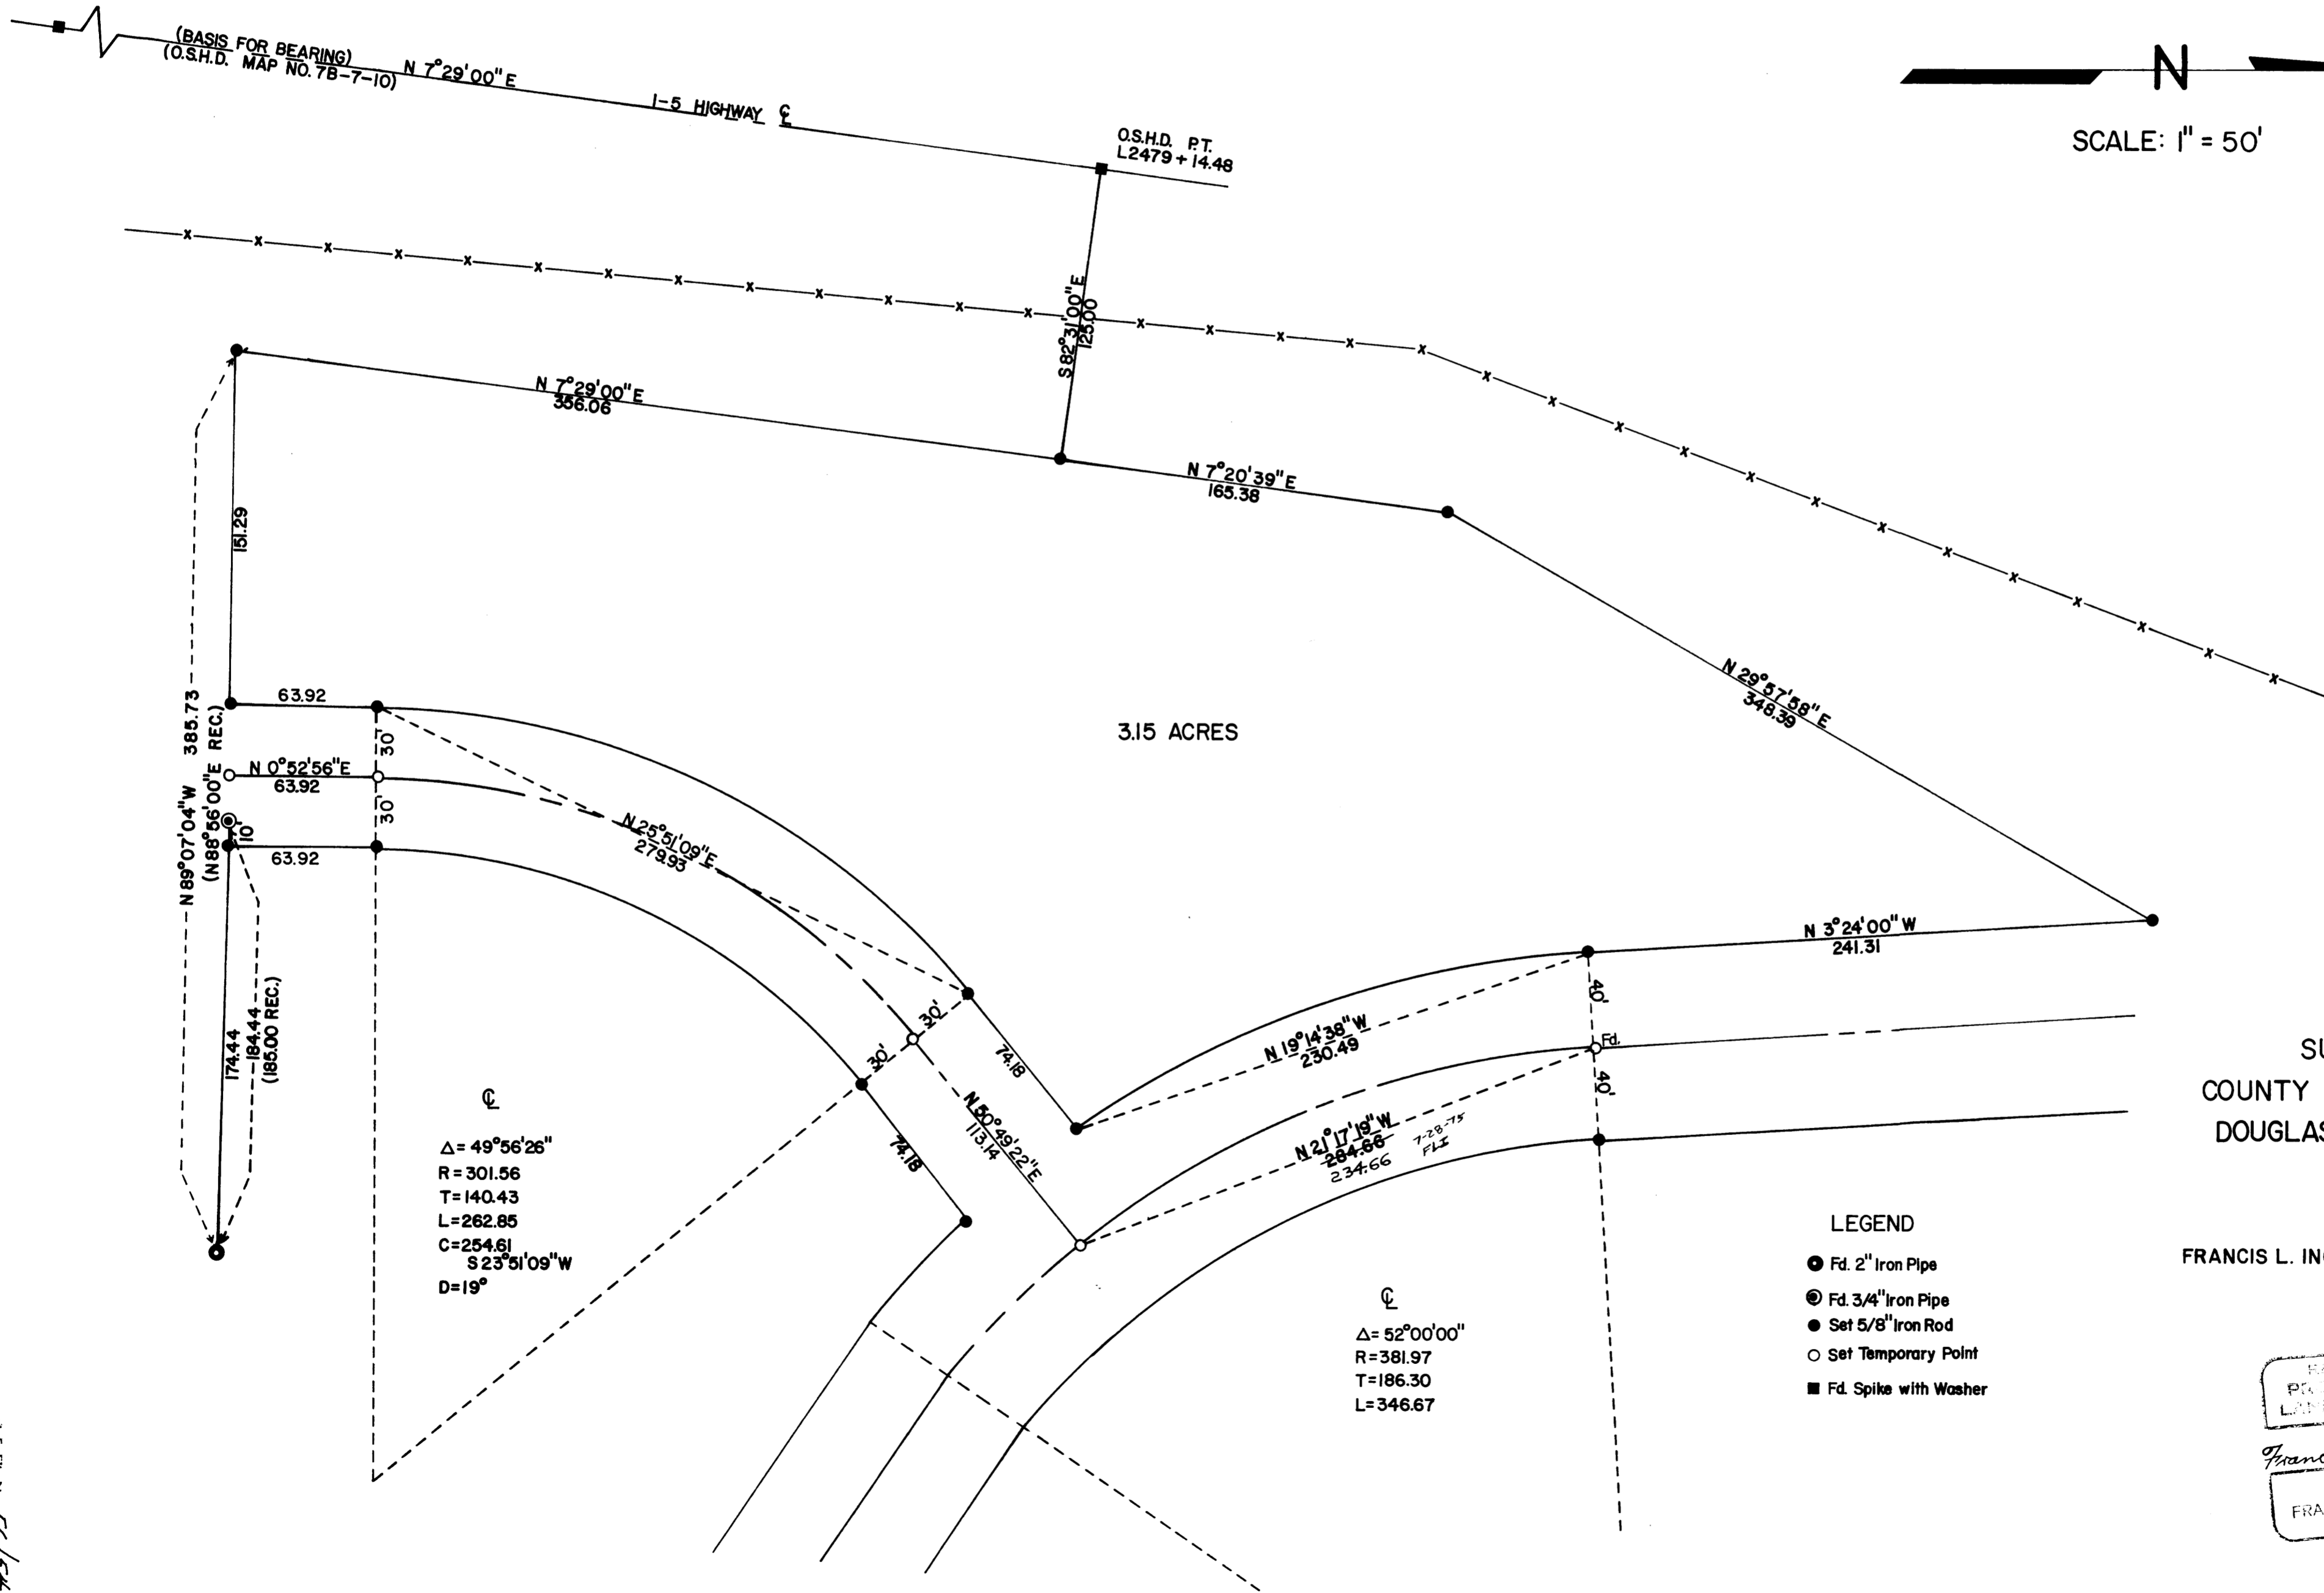 (BASIS FOR BEARING)
(O.S.H.D. MAP NO. 7B-7-10)
N 7°29'00" E
I-5 HIGHWAY ℄
O.S.H.D. P.T.
L2479 + 14.48
N
SCALE: 1" = 50'
S 82°31'00" E
125.00
N 7°29'00" E
356.06
N 7°20'39" E
165.38
151.29
N 29°57'58" E
348.39
63.92
30'
N 0°52'56" E
63.92
30'
10'
63.92
N 89°07'04" W 385.73
(N 88°56'00" E REC.)
174.44
184.44
(185.00 REC.)
3.15 ACRES
N 25°51'09" E
279.93
N 3°24'00" W
241.31
30'
30'
74.18
74.18
N 50°49'22" E
113.14
N 19°14'38" W
230.49
40'
Fd.
40'
N 21°17'19" W
284.66
234.66
7-28-75
FLI
℄
Δ= 49°56'26"
R = 301.56
T= 140.43
L=262.85
C=254.61
S 23°51'09" W
D=19°
℄
Δ= 52°00'00"
R=381.97
T=186.30
L=346.67
COUNTY
LEGEND
Fd. 2" Iron Pipe
Fd. 3/4" Iron Pipe
Set 5/8" Iron Rod
Set Temporary Point
Fd. Spike with Washer
FRANCIS L.